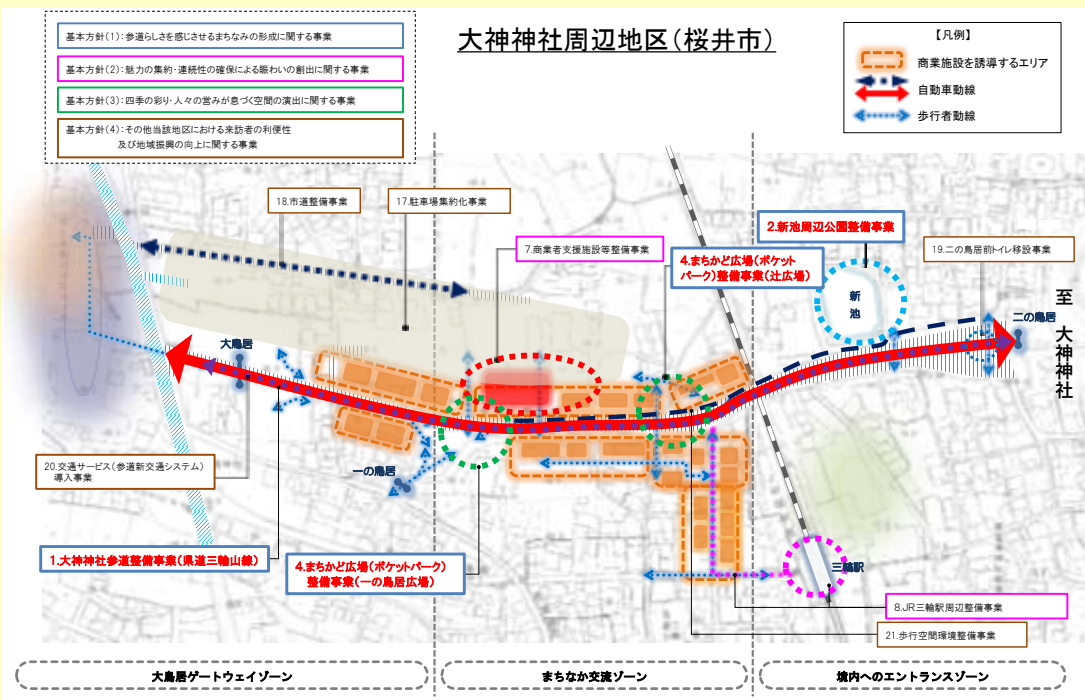 大神神社周辺地区（桜井市）
基本方針（1）：参道らしさを感じさせるまちなみの形成に関する事業
基本方針（2）：魅力の集約・連続性の確保による賑わいの創出に関する事業
基本方針（3）：四季の彩り・人々の営みが息づく空間の演出に関する事業
基本方針（4）：その他当該地区における来訪者の利便性
及び地域振興の向上に関する事業
【凡例】
商業施設を誘導するエリア
自動車動線
歩行者動線
18.市道整備事業
17.駐車場集約化事業
7.商業者支援施設等整備事業
2.新池周辺公園整備事業
4.まちかど広場（ポケット
パーク）整備事業（辻広場）
19.二の鳥居前トイレ移設事業
新池
二の鳥居
至 大神神社
大鳥居
一の鳥居
20.交通サービス（参道新交通システム）
導入事業
1.大神神社参道整備事業（県道三輪山線）
4.まちかど広場（ポケットパーク）
整備事業（一の鳥居広場）
三輪駅
8.JR三輪駅周辺整備事業
21.歩行空間環境整備事業
大鳥居ゲートウェイゾーン
まちなか交流ゾーン
境内へのエントランスゾーン